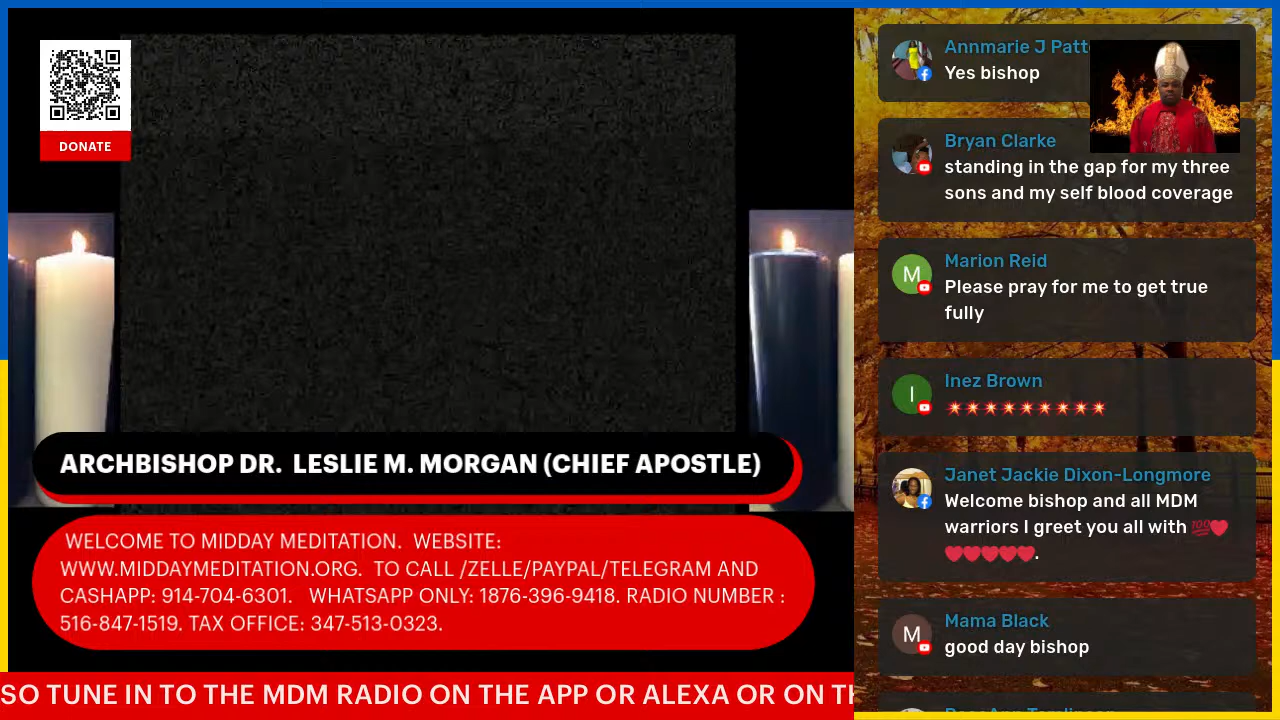 DONATE
ARCHBISHOP DR. LESLIE M. MORGAN (CHIEF APOSTLE)
WELCOME TO MIDDAY MEDITATION. WEBSITE:
WWW.MIDDAYMEDITATION.ORG. TO CALL /ZELLE/PAYPAL/TELEGRAM AND
CASHAPP: 914-704-6301. WHATSAPP ONLY: 1876-396-9418. RADIO NUMBER :
516-847-1519. TAX OFFICE: 347-513-0323.
SO TUNE IN TO THE MDM RADIO ON THE APP OR ALEXA OR ON
Annmarie J
Yes bishop
Bryan Clarke
standing in the gap for my three
sons and my self blood coverage
M
Marion Reid
Please pray for me to get true
fully
I
Inez Brown
💥💥💥💥💥💥💥💥💥
Janet Jackie Dixon-Longmore
Welcome bishop and all MDM
warriors I greet you all with 💯❤️
❤️❤️❤️❤️❤️.
M
Mama Black
good day bishop